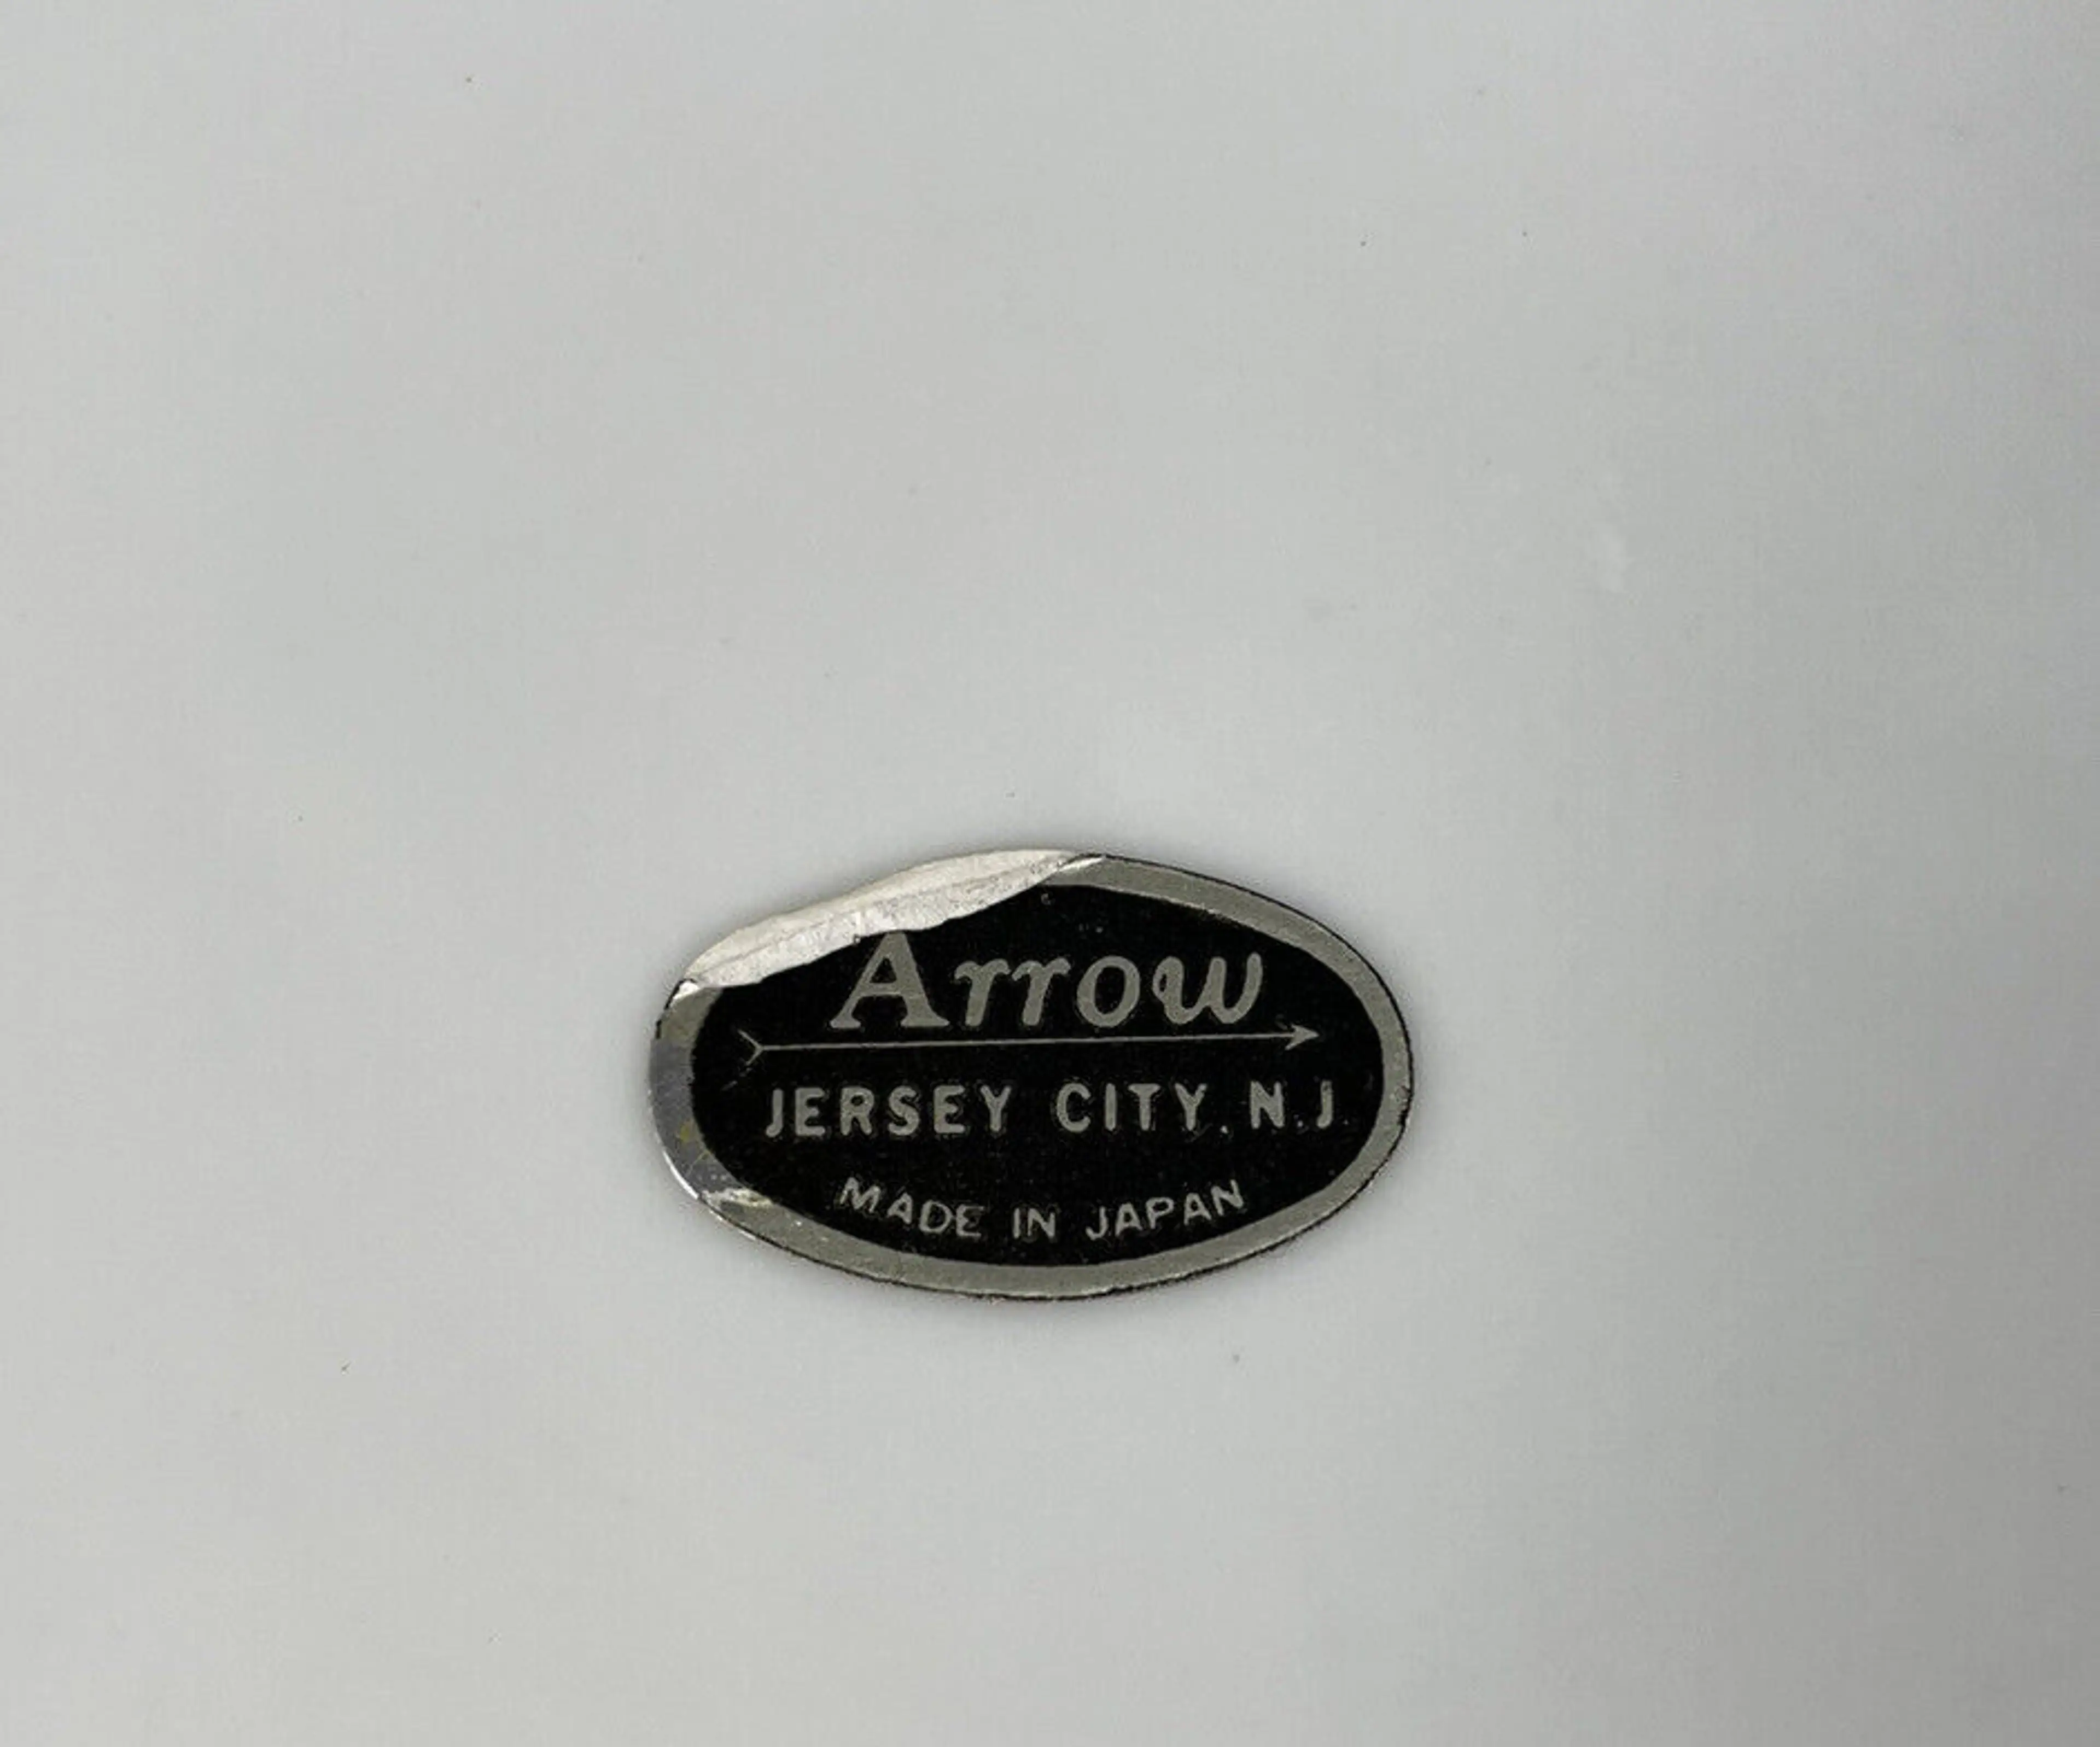 Arrow
JERSEY CITY, N.J.
MADE IN JAPAN